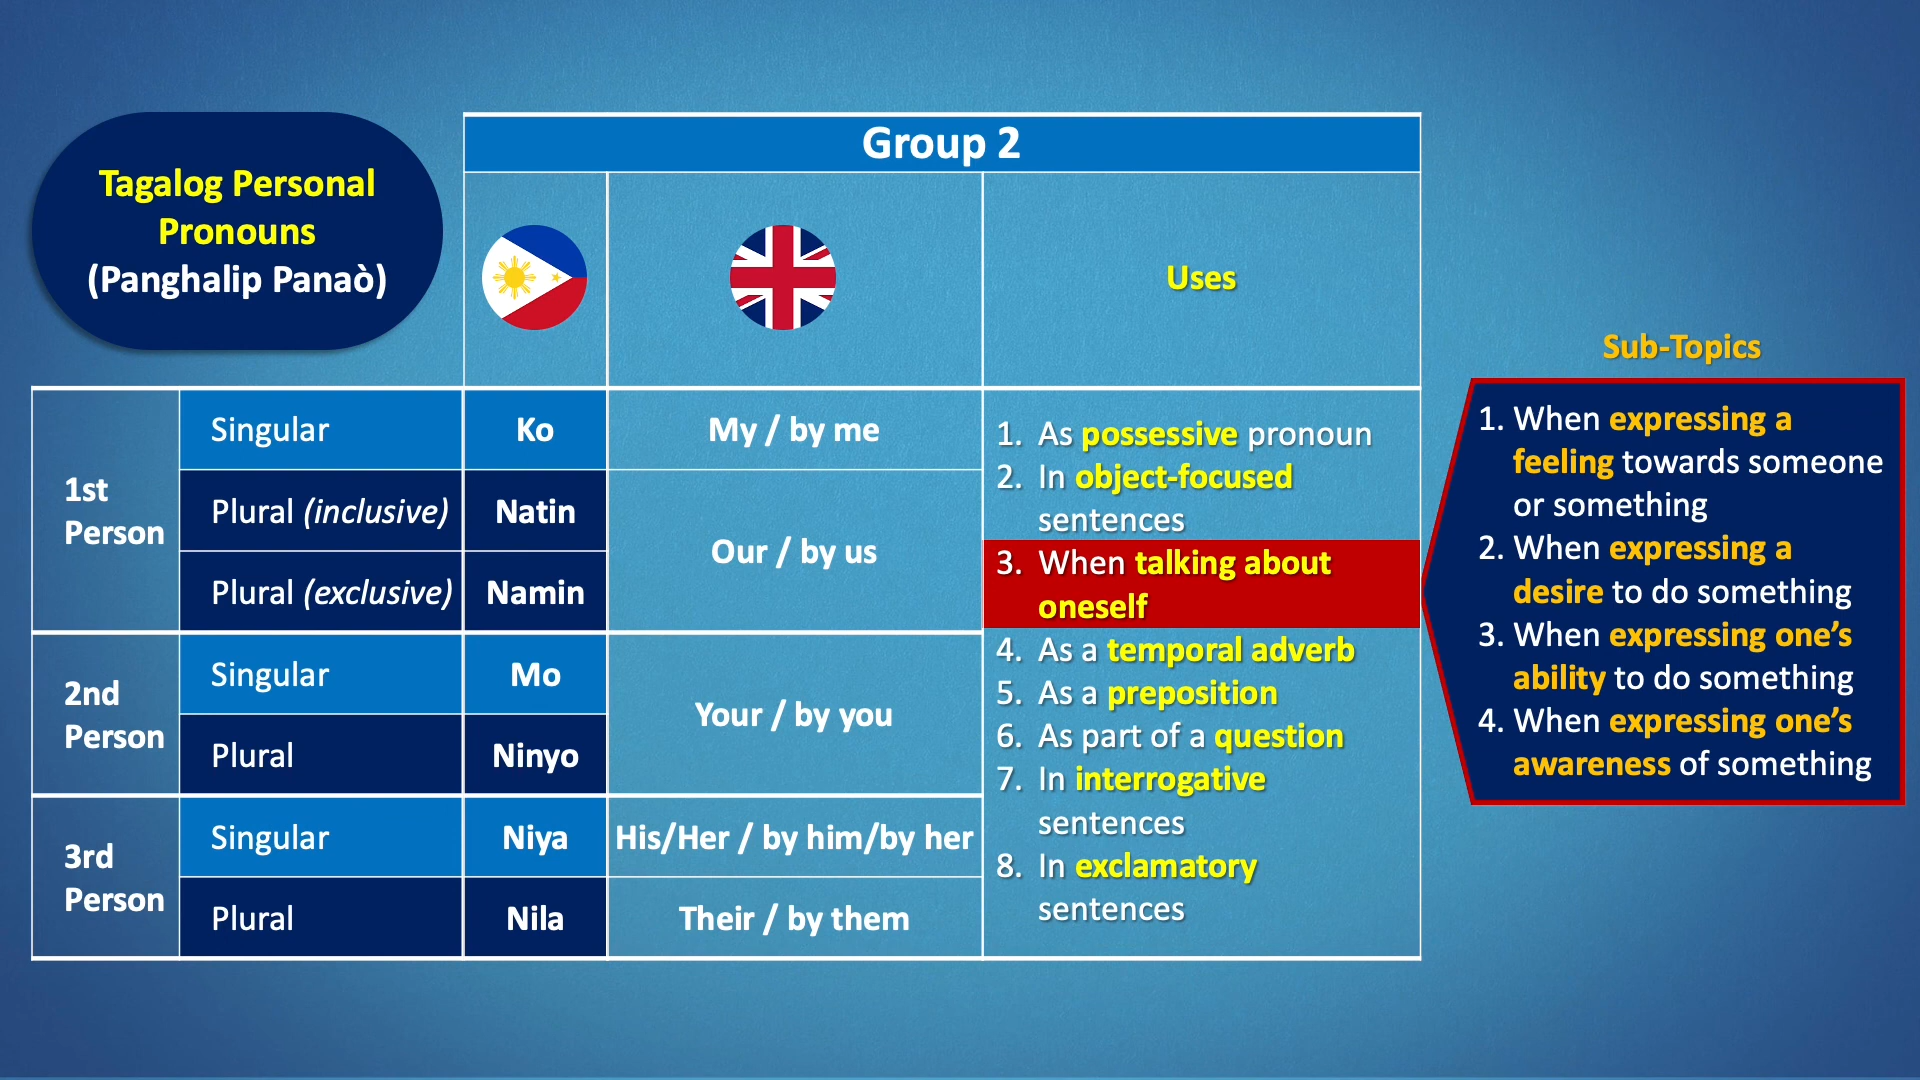 Tagalog Personal
Pronouns
(Panghalip Panaò)
Group 2
Uses
1st
Person
Singular
Ko
My / by me
Plural (inclusive)
Natin
Our / by us
Plural (exclusive)
Namin
2nd
Person
Singular
Mo
Your / by you
Plural
Ninyo
3rd
Person
Singular
Niya
His/Her / by him/by her
Plural
Nila
Their / by them
1. As possessive pronoun
2. In object-focused
sentences
3. When talking about
oneself
4. As a temporal adverb
5. As a preposition
6. As part of a question
7. In interrogative
sentences
8. In exclamatory
sentences
Sub-Topics
1. When expressing a
feeling towards someone
or something
2. When expressing a
desire to do something
3. When expressing one’s
ability to do something
4. When expressing one’s
awareness of something